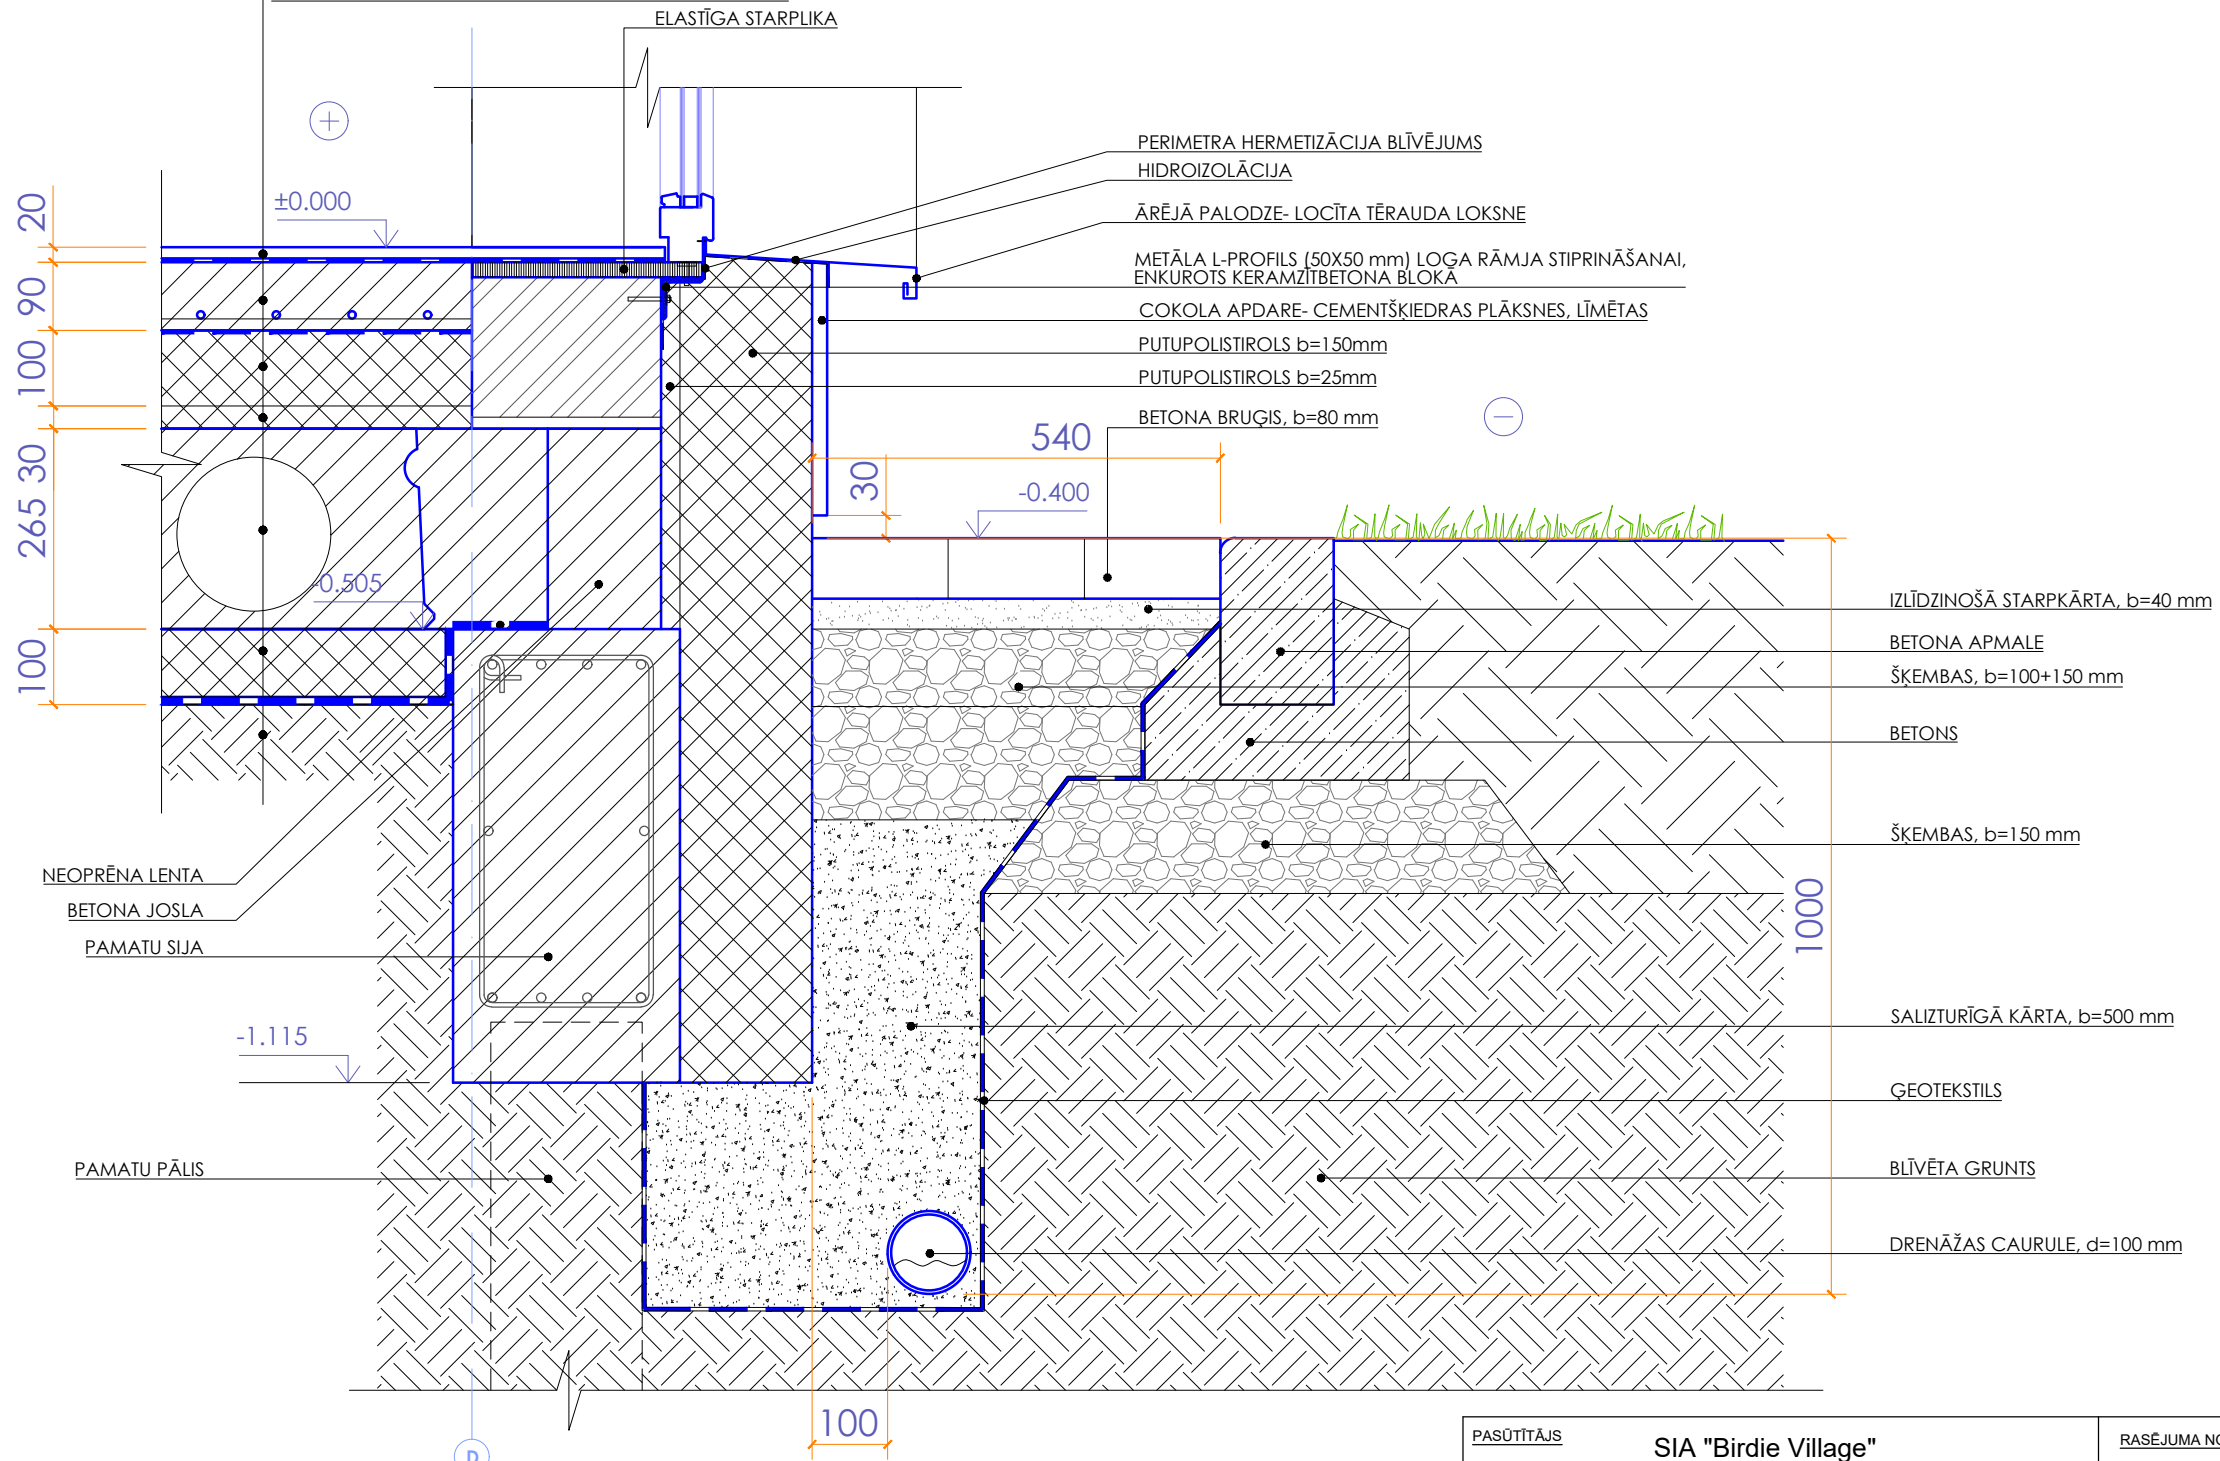 ELASTĪGA STARPLIKA
PERIMETRA HERMETIZĀCIJA BLĪVĒJUMS
HIDROIZOLĀCIJA
ĀRĒJĀ PALODZE- LOCĪTA TĒRAUDA LOKSNE
METĀLA L-PROFILS (50X50 mm) LOGA RĀMJA STIPRINĀŠANAI,
ENKUROTS KERAMZĪTBETONA BLOKĀ
COKOLA APDARE- CEMENTŠĶIEDRAS PLĀKSNES, LĪMĒTAS
PUTUPOLISTIROLS b=150mm
PUTUPOLISTIROLS b=25mm
BETONA BRUĢIS, b=80 mm
±0.000
20
90
100
30
265
100
540
30
-0.400
-0.505
IZLĪDZINOŠĀ STARPKĀRTA, b=40 mm
BETONA APMALE
ŠĶEMBAS, b=100+150 mm
BETONS
ŠĶEMBAS, b=150 mm
1000
NEOPRĒNA LENTA
BETONA JOSLA
PAMATU SIJA
-1.115
PAMATU PĀLIS
SALIZTURĪGĀ KĀRTA, b=500 mm
ĢEOTEKSTILS
BLĪVĒTA GRUNTS
DRENĀŽAS CAURULE, d=100 mm
100
D
PASŪTĪTĀJS
SIA "Birdie Village"
RASĒJUMA